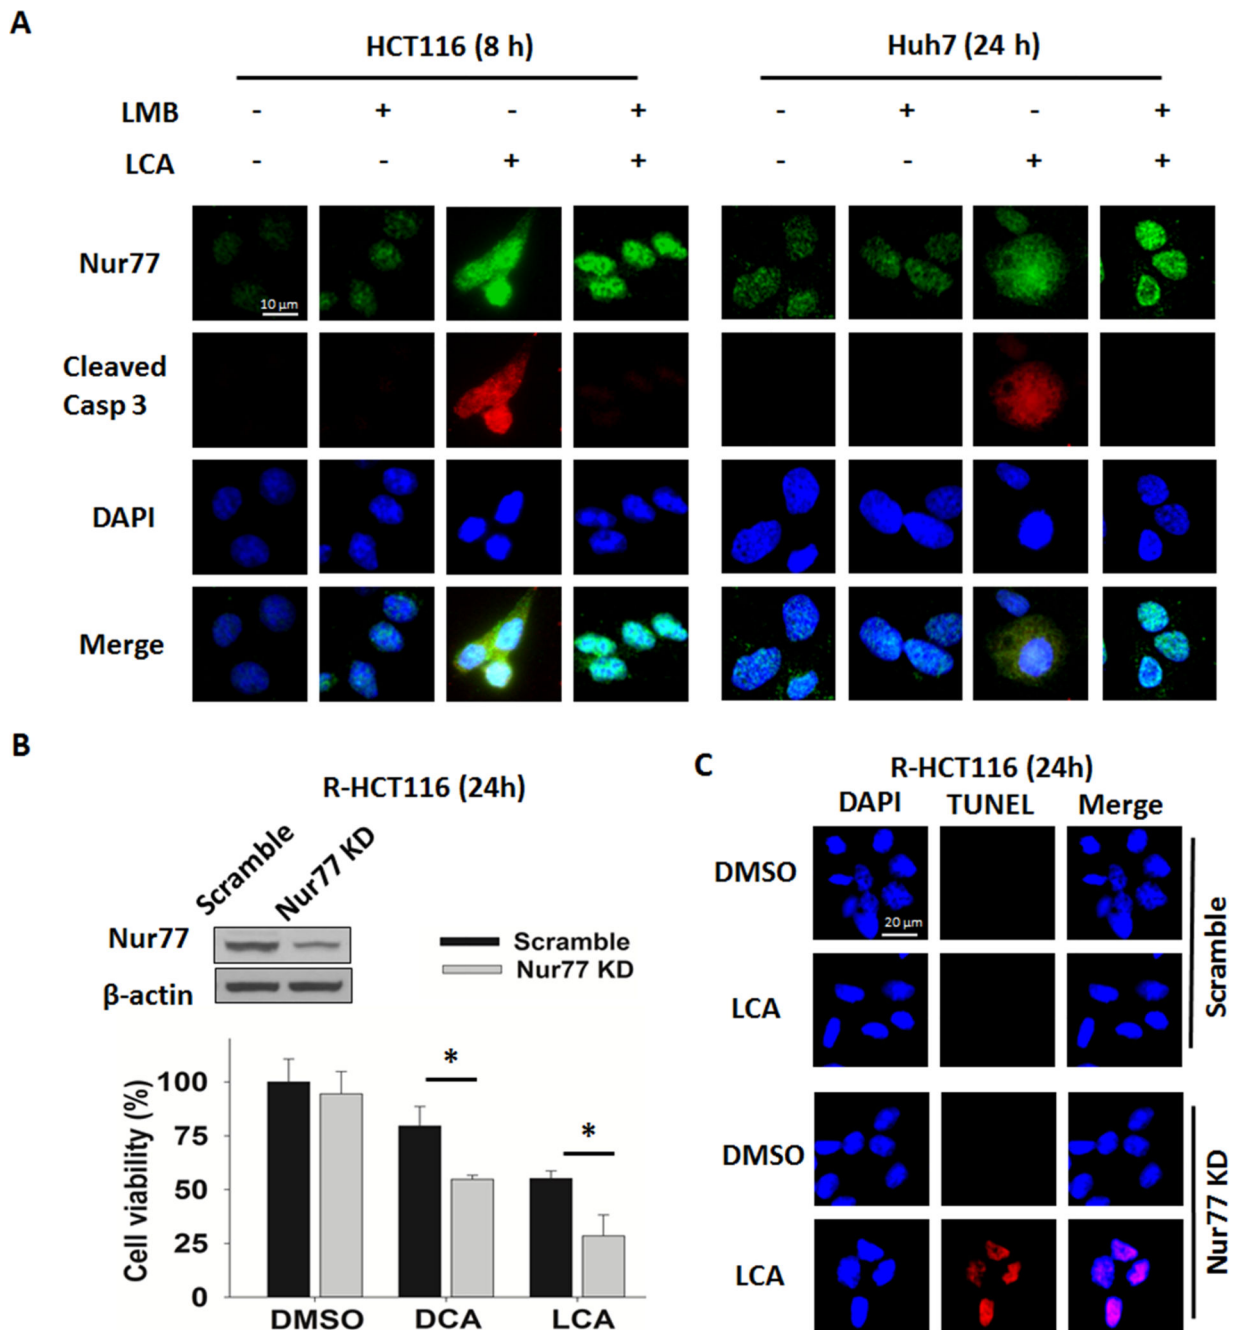 A
HCT116 (8 h) Huh7 (24 h)
LMB - + - + - + - +
LCA - - + + - - + +
Nur77
10 µm
Cleaved
Casp 3
DAPI
Merge
B
R-HCT116 (24h)
Scramble
Nur77 KD
Nur77
β-actin
Scramble
Nur77 KD
Cell viability (%)
100
75
50
25
0
*
*
DMSO DCA LCA
C
R-HCT116 (24h)
DAPI TUNEL Merge
DMSO
20 µm
LCA
Scramble
DMSO
LCA
Nur77 KD